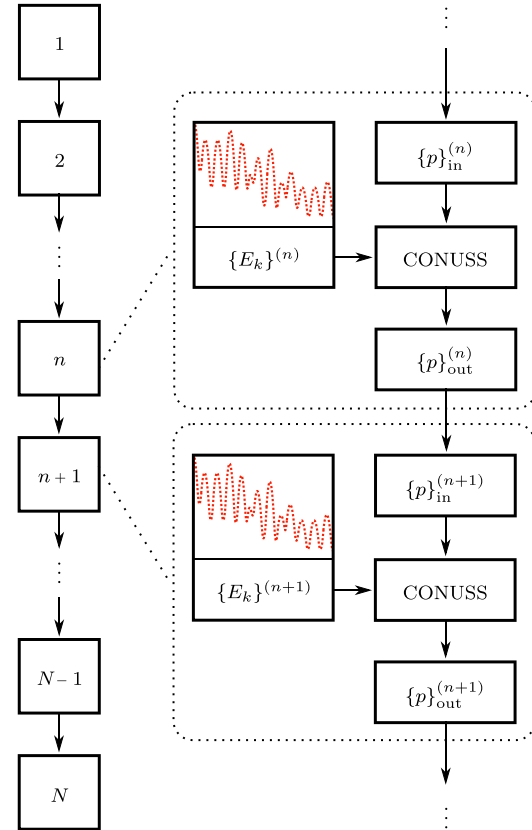 1
2
⋮
n
n + 1
⋮
N − 1
N
⋮
{p}_in^(n)
{E_k}^(n)
CONUSS
{p}_out^(n)
{p}_in^(n+1)
{E_k}^(n+1)
CONUSS
{p}_out^(n+1)
⋮